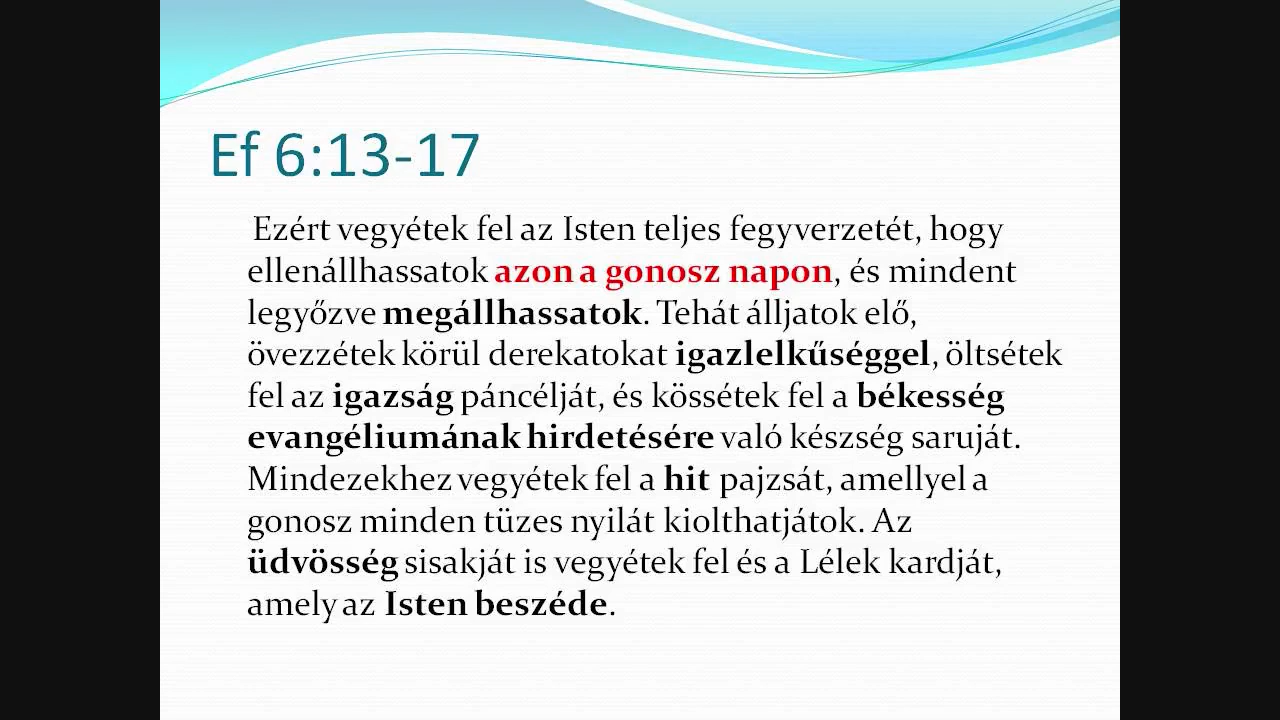 Ef 6:13-17
Ezért vegyétek fel az Isten teljes fegyverzetét, hogy
ellenállhassatok azon a gonosz napon, és mindent
legyőzve megállhassatok. Tehát álljatok elő,
övezzétek körül derekatokat igazlelkűséggel, öltsétek
fel az igazság páncélját, és kössétek fel a békesség
evangéliumának hirdetésére való készség saruját.
Mindezekhez vegyétek fel a hit pajzsát, amellyel a
gonosz minden tüzes nyilát kiolthatjátok. Az
üdvösség sisakját is vegyétek fel és a Lélek kardját,
amely az Isten beszéde.